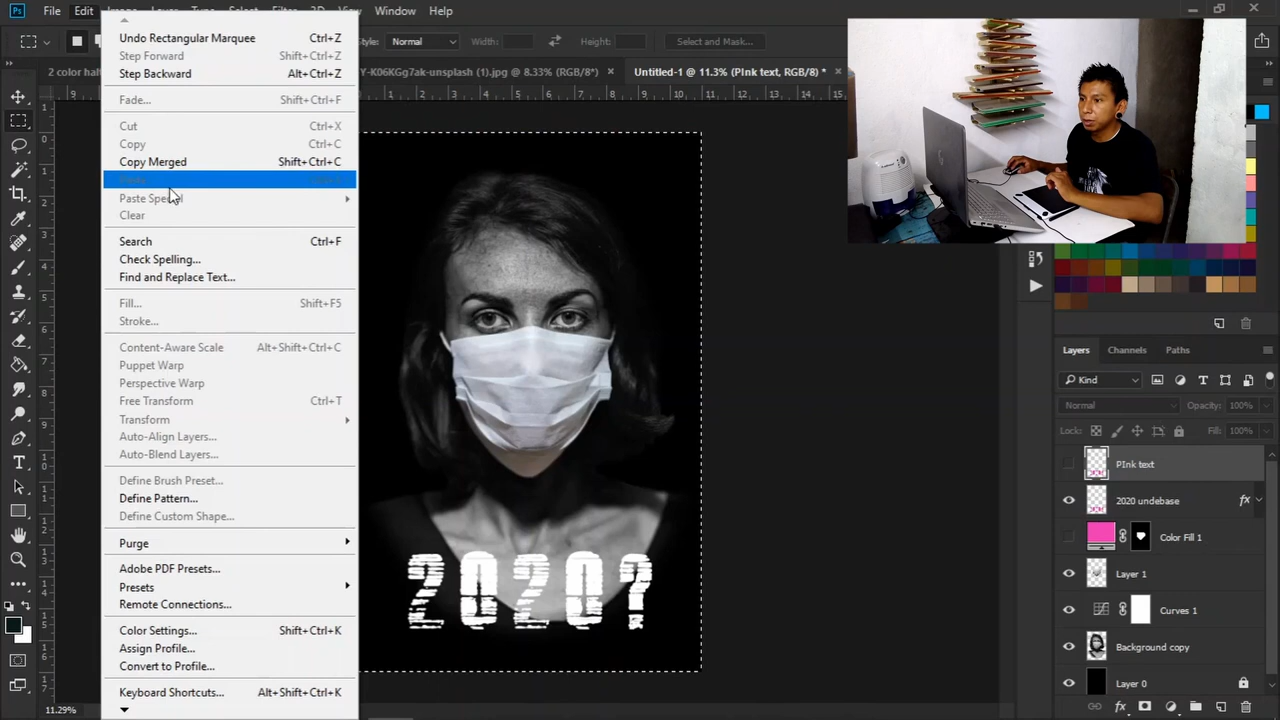 Ps File Edit Window Help
Style: Normal Width: Height: Select and Mask...
Y-K06KGg7ak-unsplash (1).jpg @ 8.33% (RGB/8*) × Untitled-1 @ 11.3% (PInk text, RGB/8) * ×
Undo Rectangular Marquee Ctrl+Z
Step Forward Shift+Ctrl+Z
Step Backward Alt+Ctrl+Z
Fade... Shift+Ctrl+F
Cut Ctrl+X
Copy Ctrl+C
Copy Merged Shift+Ctrl+C
Clear
Search Ctrl+F
Check Spelling...
Find and Replace Text...
Fill... Shift+F5
Stroke...
Content-Aware Scale Alt+Shift+Ctrl+C
Puppet Warp
Perspective Warp
Free Transform Ctrl+T
Transform
Auto-Align Layers...
Auto-Blend Layers...
Define Brush Preset...
Define Pattern...
Define Custom Shape...
Purge
Adobe PDF Presets...
Presets
Remote Connections...
Color Settings... Shift+Ctrl+K
Assign Profile...
Convert to Profile...
Keyboard Shortcuts... Alt+Shift+Ctrl+K
2020?
Layers Channels Paths
Kind
Normal Opacity: 100%
Lock: Fill: 100%
PInk text
2020 undebase fx
Color Fill 1
Layer 1
Curves 1
Background copy
Layer 0
11.29%